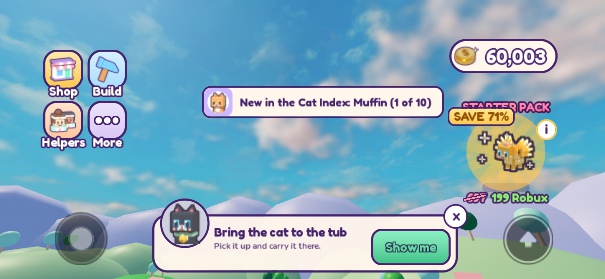 60,003
New in the Cat Index: Muffin (1 of 10)
STARTER PACK
SAVE 71%
i
Shop
Build
Helpers
More
199 Robux
Bring the cat to the tub
Pick it up and carry it there.
Show me
X